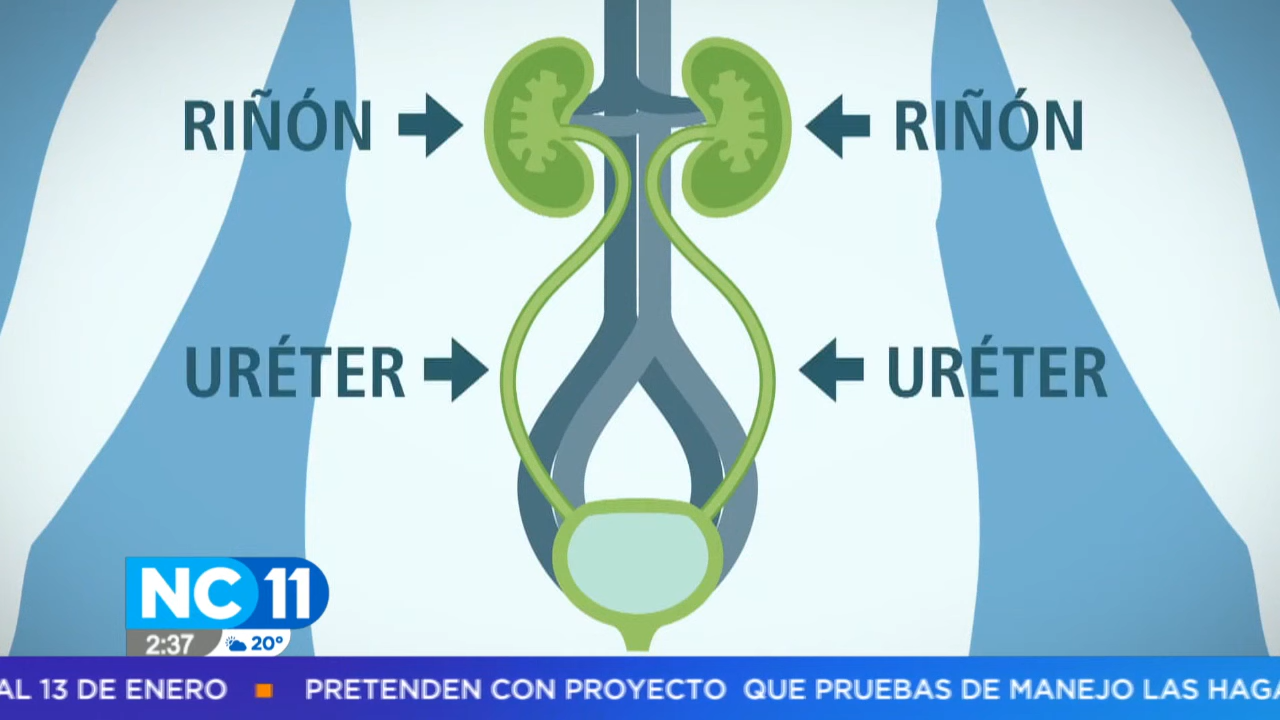 RIÑÓN RIÑÓN
URÉTER URÉTER
NC 11
2:37 20°
AL 13 DE ENERO PRETENDEN CON PROYECTO QUE PRUEBAS DE MANEJO LAS HAGA